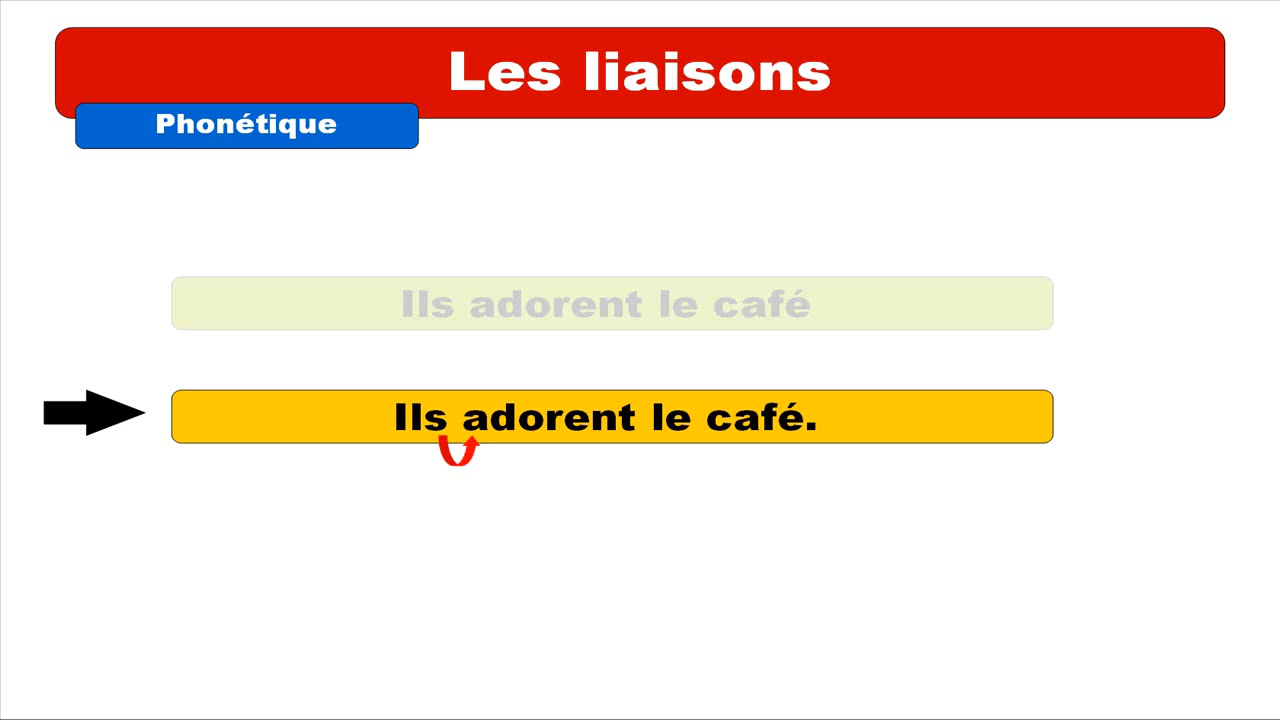 Les liaisons
Phonétique
Ils adorent le café
Ils adorent le café.